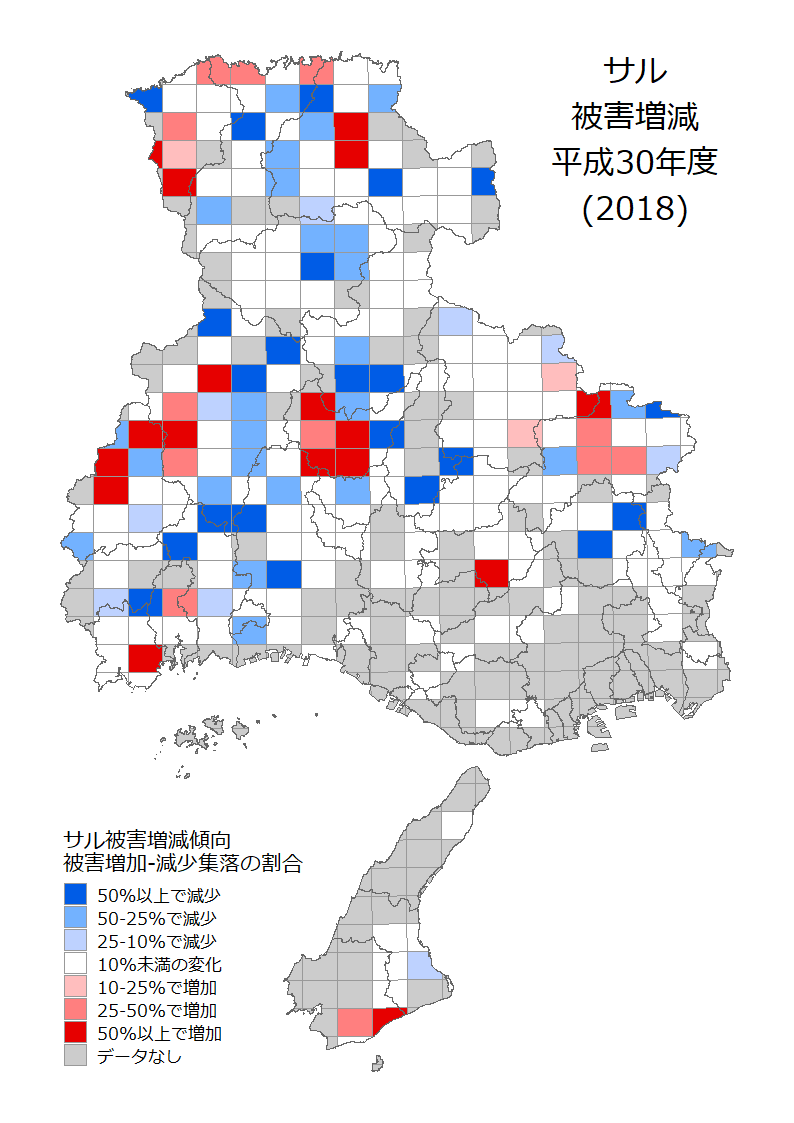 サル
被害増減
平成30年度
(2018)
サル被害増減傾向
被害増加-減少集落の割合
50%以上で減少
50-25%で減少
25-10%で減少
10%未満の変化
10-25%で増加
25-50%で増加
50%以上で増加
データなし